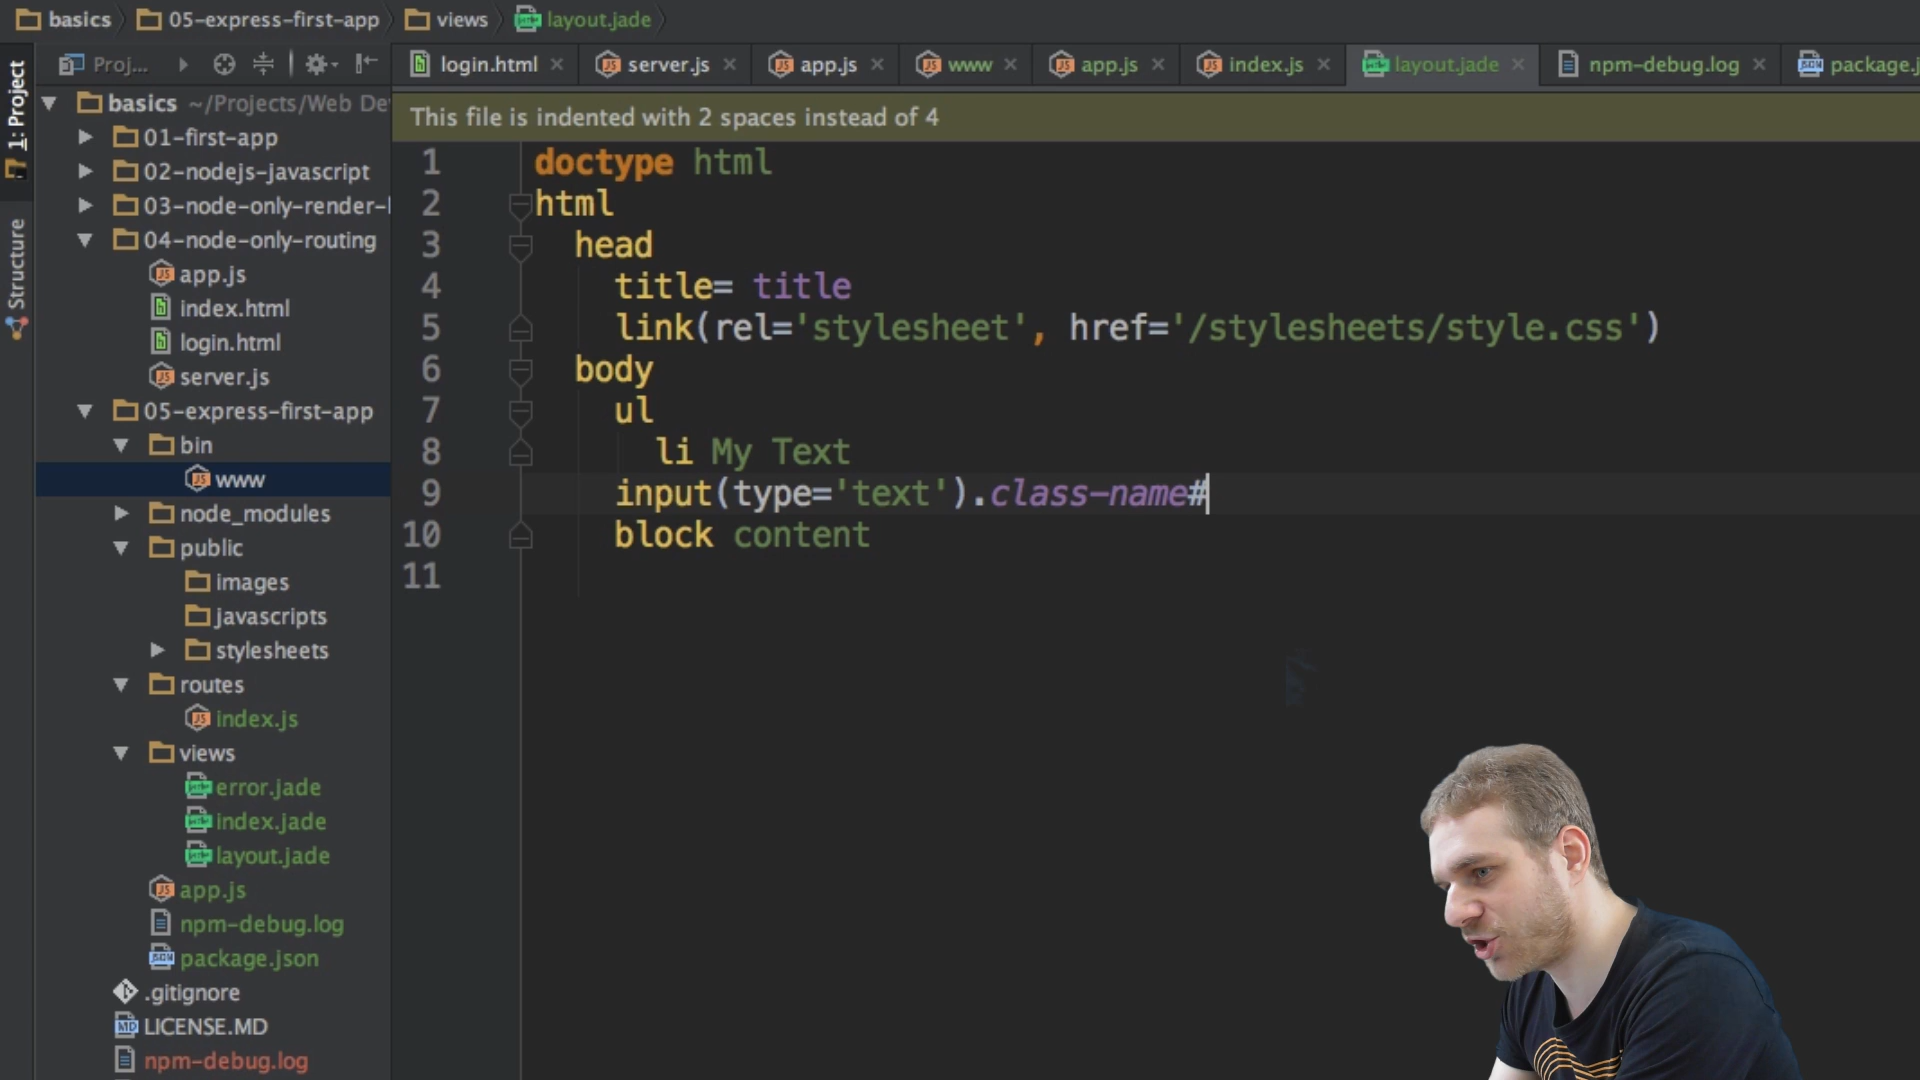 basics 05-express-first-app views layout.jade
1: Project
Structure
Proj...
login.html server.js app.js www app.js index.js layout.jade npm-debug.log package.j
This file is indented with 2 spaces instead of 4
basics ~/Projects/Web De
01-first-app
02-nodejs-javascript
03-node-only-render-
04-node-only-routing
app.js
index.html
login.html
server.js
05-express-first-app
bin
www
node_modules
public
images
javascripts
stylesheets
routes
index.js
views
error.jade
index.jade
layout.jade
app.js
npm-debug.log
package.json
.gitignore
LICENSE.MD
npm-debug.log
1 doctype html
2 html
3 head
4 title= title
5 link(rel='stylesheet', href='/stylesheets/style.css')
6 body
7 ul
8 li My Text
9 input(type='text').class-name#
10 block content
11